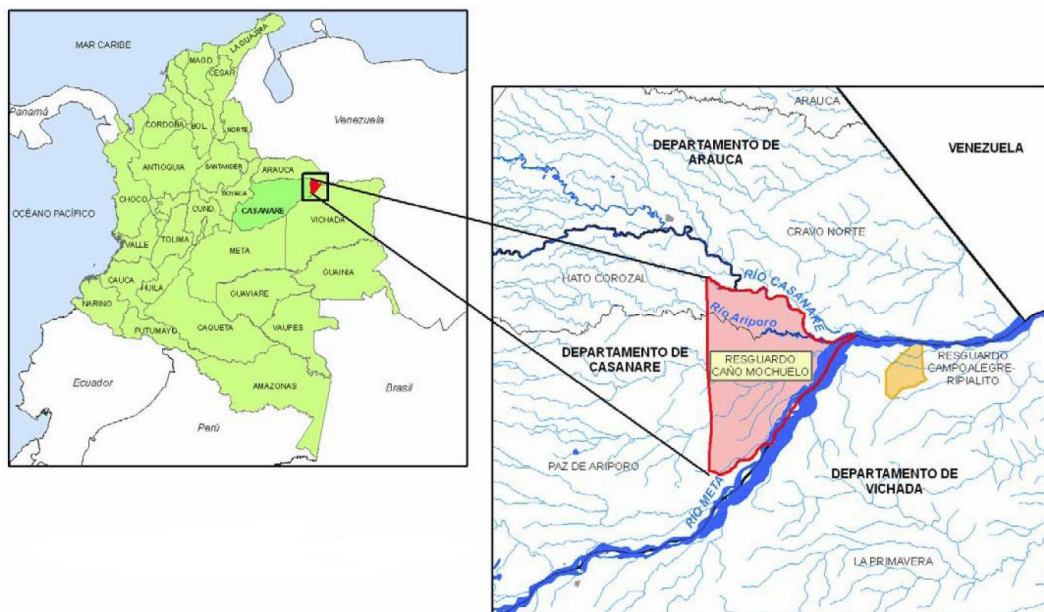 MAR CARIBE
LA GUAJIRA
MAGD.
CESAR
Panamá
Venezuela
CORDOBA
BOL.
N.NORTE
ANTIOQUIA
SANTANDER
ARAUCA
OCÉANO PACÍFICO
CHOCO
BOYACA
CASANARE
CUND.
VICHADA
VALLE
TOLIMA
META
CAUCA
HUILA
GUAINIA
NARINO
GUAVIARE
PUTUMAYO
CAQUETA
VAUPES
Ecuador
AMAZONAS
Brasil
Perú
ARAUCA
DEPARTAMENTO DE
ARAUCA
VENEZUELA
CRAVO NORTE
HATO COROZAL
RÍO CASANARE
Río Ariporo
DEPARTAMENTO DE
CASANARE
RESGUARDO
CAÑO MOCHUELO
RESGUARDO
CAMPOALEGRE-
RIPIALITO
PAZ DE ARIPORO
DEPARTAMENTO DE
VICHADA
RÍO META
LA PRIMAVERA